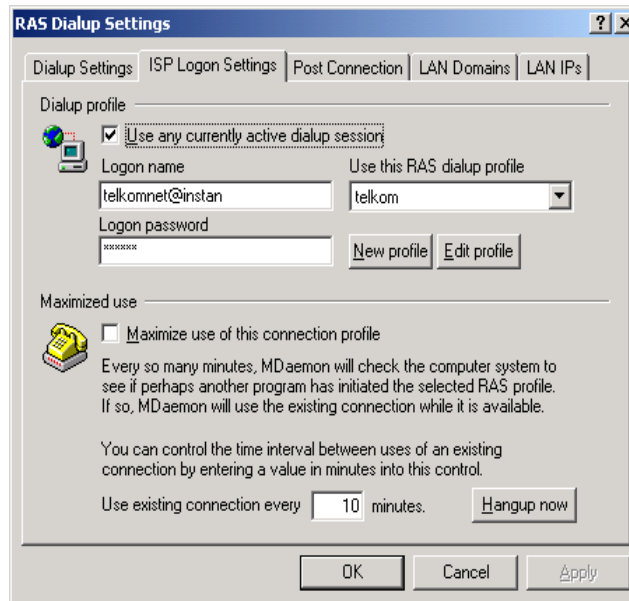 RAS Dialup Settings
Dialup Settings ISP Logon Settings Post Connection LAN Domains LAN IPs
Dialup profile
Use any currently active dialup session
Logon name Use this RAS dialup profile
telkomnet@instan telkom
Logon password
xxxxxx New profile Edit profile
Maximized use
Maximize use of this connection profile
Every so many minutes, MDaemon will check the computer system to
see if perhaps another program has initiated the selected RAS profile.
If so, MDaemon will use the existing connection while it is available.
You can control the time interval between uses of an existing
connection by entering a value in minutes into this control.
Use existing connection every 10 minutes. Hangup now
OK Cancel Apply